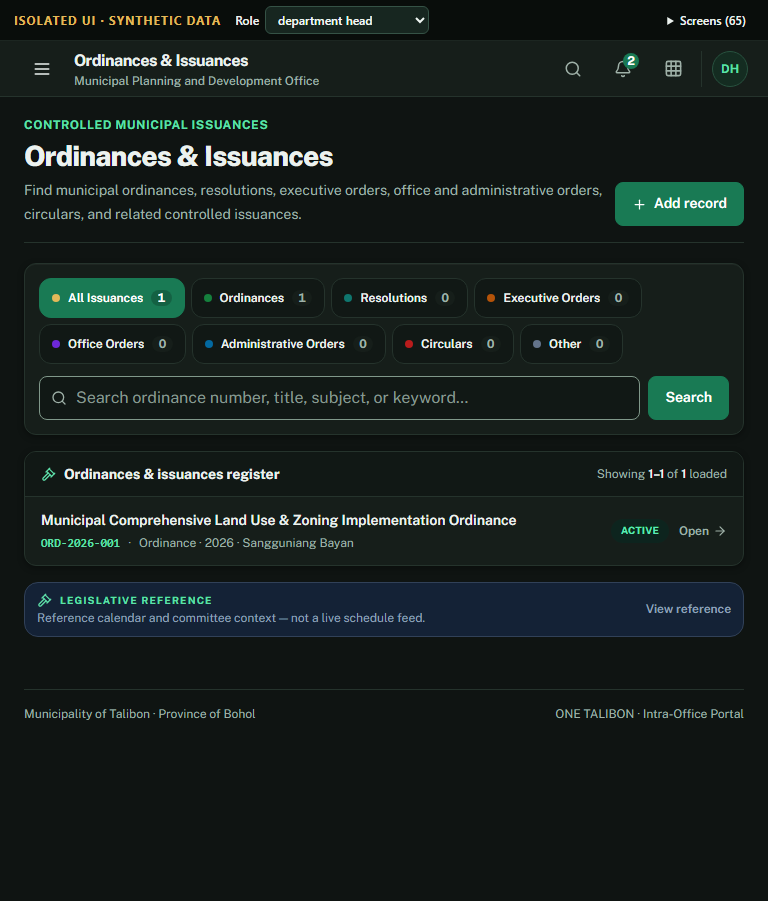 ISOLATED UI · SYNTHETIC DATA Role department head Screens (65)
Ordinances & Issuances
Municipal Planning and Development Office
2
DH
CONTROLLED MUNICIPAL ISSUANCES
Ordinances & Issuances
Find municipal ordinances, resolutions, executive orders, office and administrative orders,
circulars, and related controlled issuances.
+ Add record
All Issuances 1 Ordinances 1 Resolutions 0 Executive Orders 0
Office Orders 0 Administrative Orders 0 Circulars 0 Other 0
Search ordinance number, title, subject, or keyword... Search
Ordinances & issuances register Showing 1–1 of 1 loaded
Municipal Comprehensive Land Use & Zoning Implementation Ordinance
ORD-2026-001 · Ordinance · 2026 · Sangguniang Bayan
ACTIVE Open →
LEGISLATIVE REFERENCE
Reference calendar and committee context — not a live schedule feed.
View reference
Municipality of Talibon · Province of Bohol ONE TALIBON · Intra-Office Portal